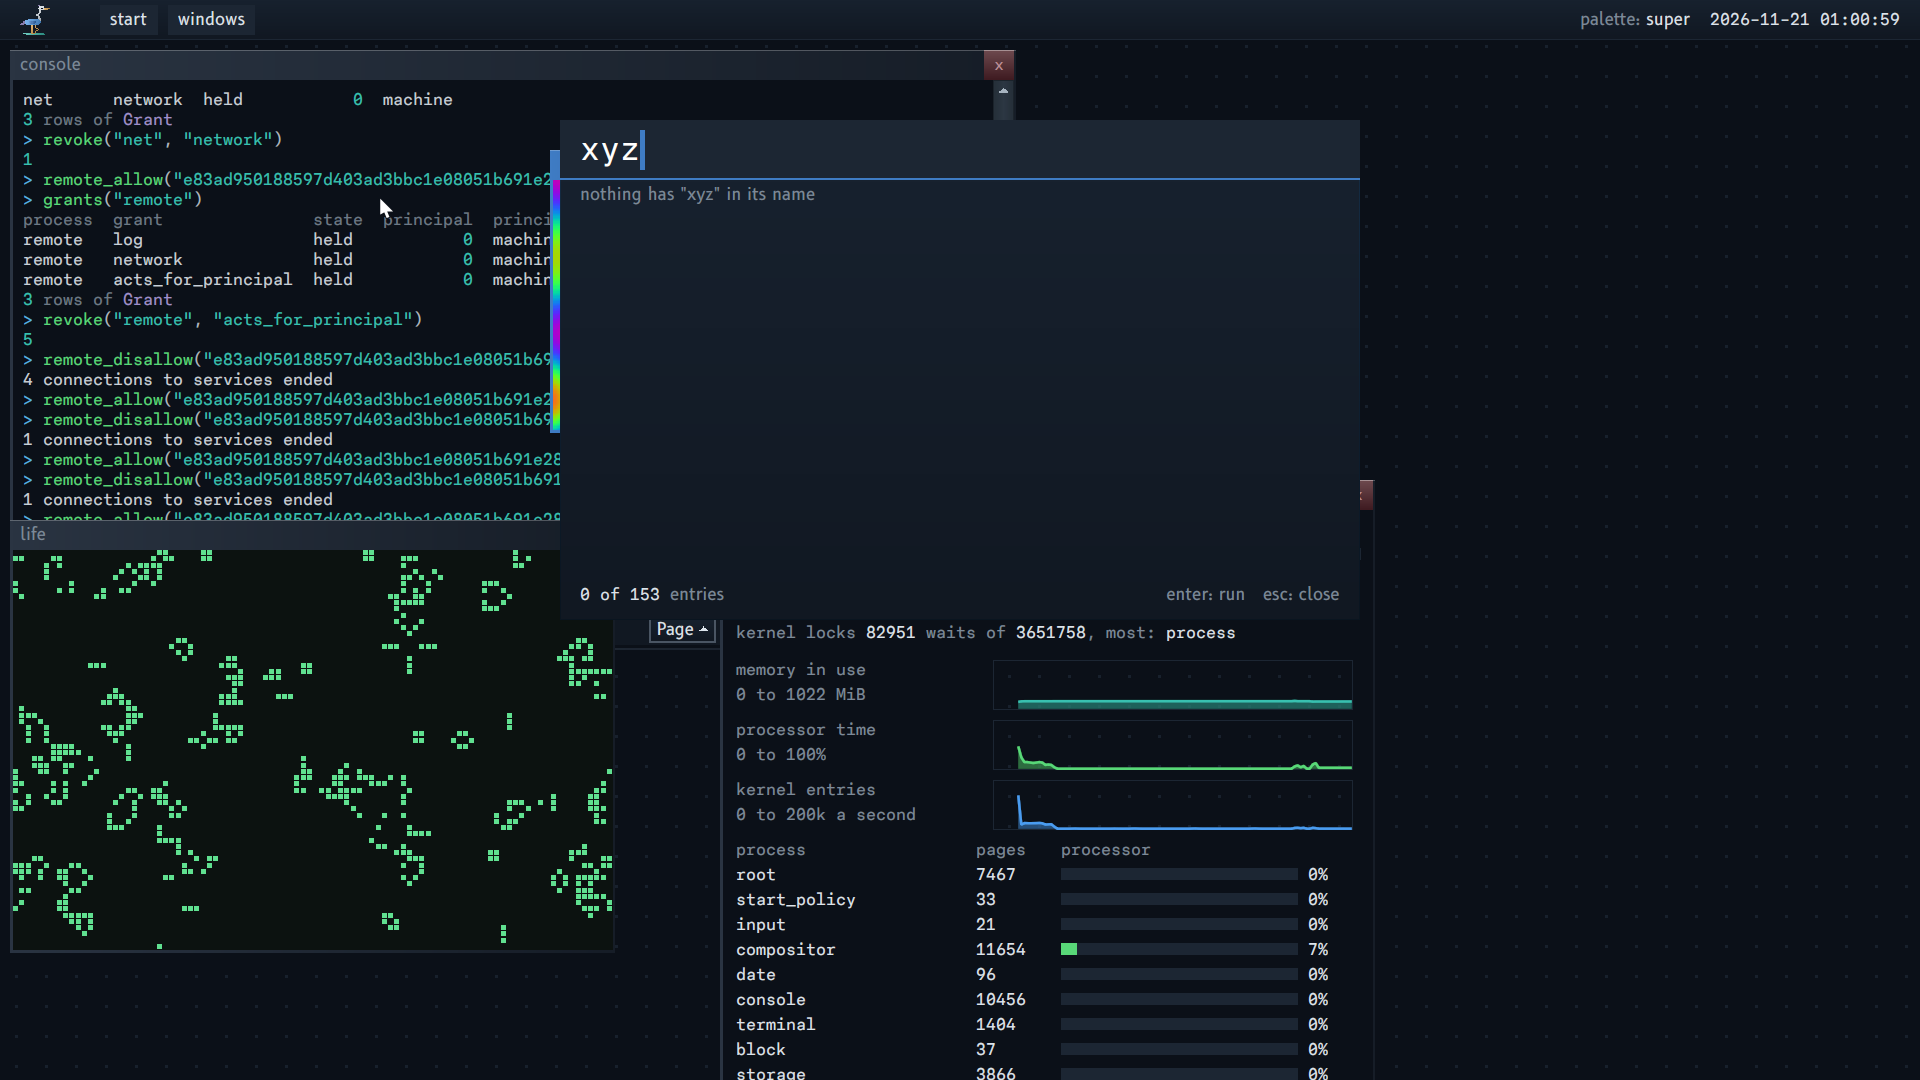 start windows palette: super 2026-11-21 01:00:59
console x
net network held 0 machine
3 rows of Grant
> revoke("net", "network")
1
> remote_allow("e83ad950188597d403ad3bbc1e08051b691e2
> grants("remote")
process grant state principal princi
remote log held 0 machin
remote network held 0 machin
remote acts_for_principal held 0 machin
3 rows of Grant
> revoke("remote", "acts_for_principal")
5
> remote_disallow("e83ad950188597d403ad3bbc1e08051b69
4 connections to services ended
> remote_allow("e83ad950188597d403ad3bbc1e08051b691e2
> remote_disallow("e83ad950188597d403ad3bbc1e08051b69
1 connections to services ended
> remote_allow("e83ad950188597d403ad3bbc1e08051b691e28
> remote_disallow("e83ad950188597d403ad3bbc1e08051b691
1 connections to services ended
> remote_allow("e83ad950188597d403ad3bbc1e08051b691e28
xyz
nothing has "xyz" in its name
0 of 153 entries enter: run esc: close
life
Page
kernel locks 82951 waits of 3651758, most: process
memory in use
0 to 1022 MiB
processor time
0 to 100%
kernel entries
0 to 200k a second
process pages processor
root 7467 0%
start_policy 33 0%
input 21 0%
compositor 11654 7%
date 96 0%
console 10456 0%
terminal 1404 0%
block 37 0%
storage 3866 0%